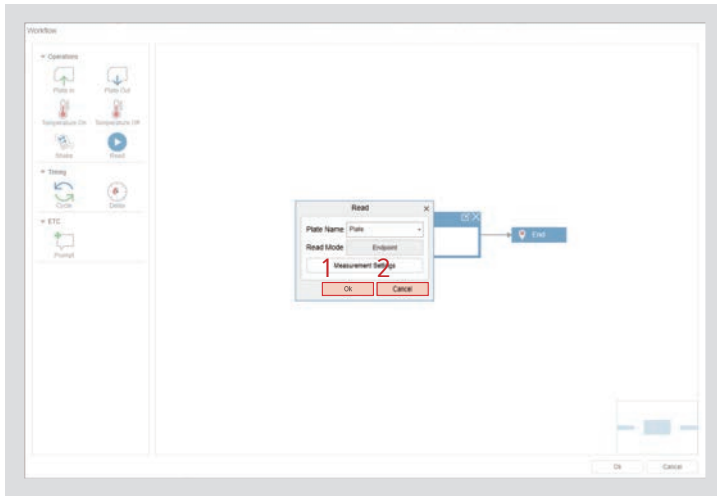 Workflow
Operations
Plate In Plate Out
Temperature On Temperature Off
Shake Read
Timing
Cycle Delay
ETC
Prompt
Read
Plate Name Plate
Read Mode Endpoint
Measurement Settings
1 2
Ok Cancel
End
Ok Cancel